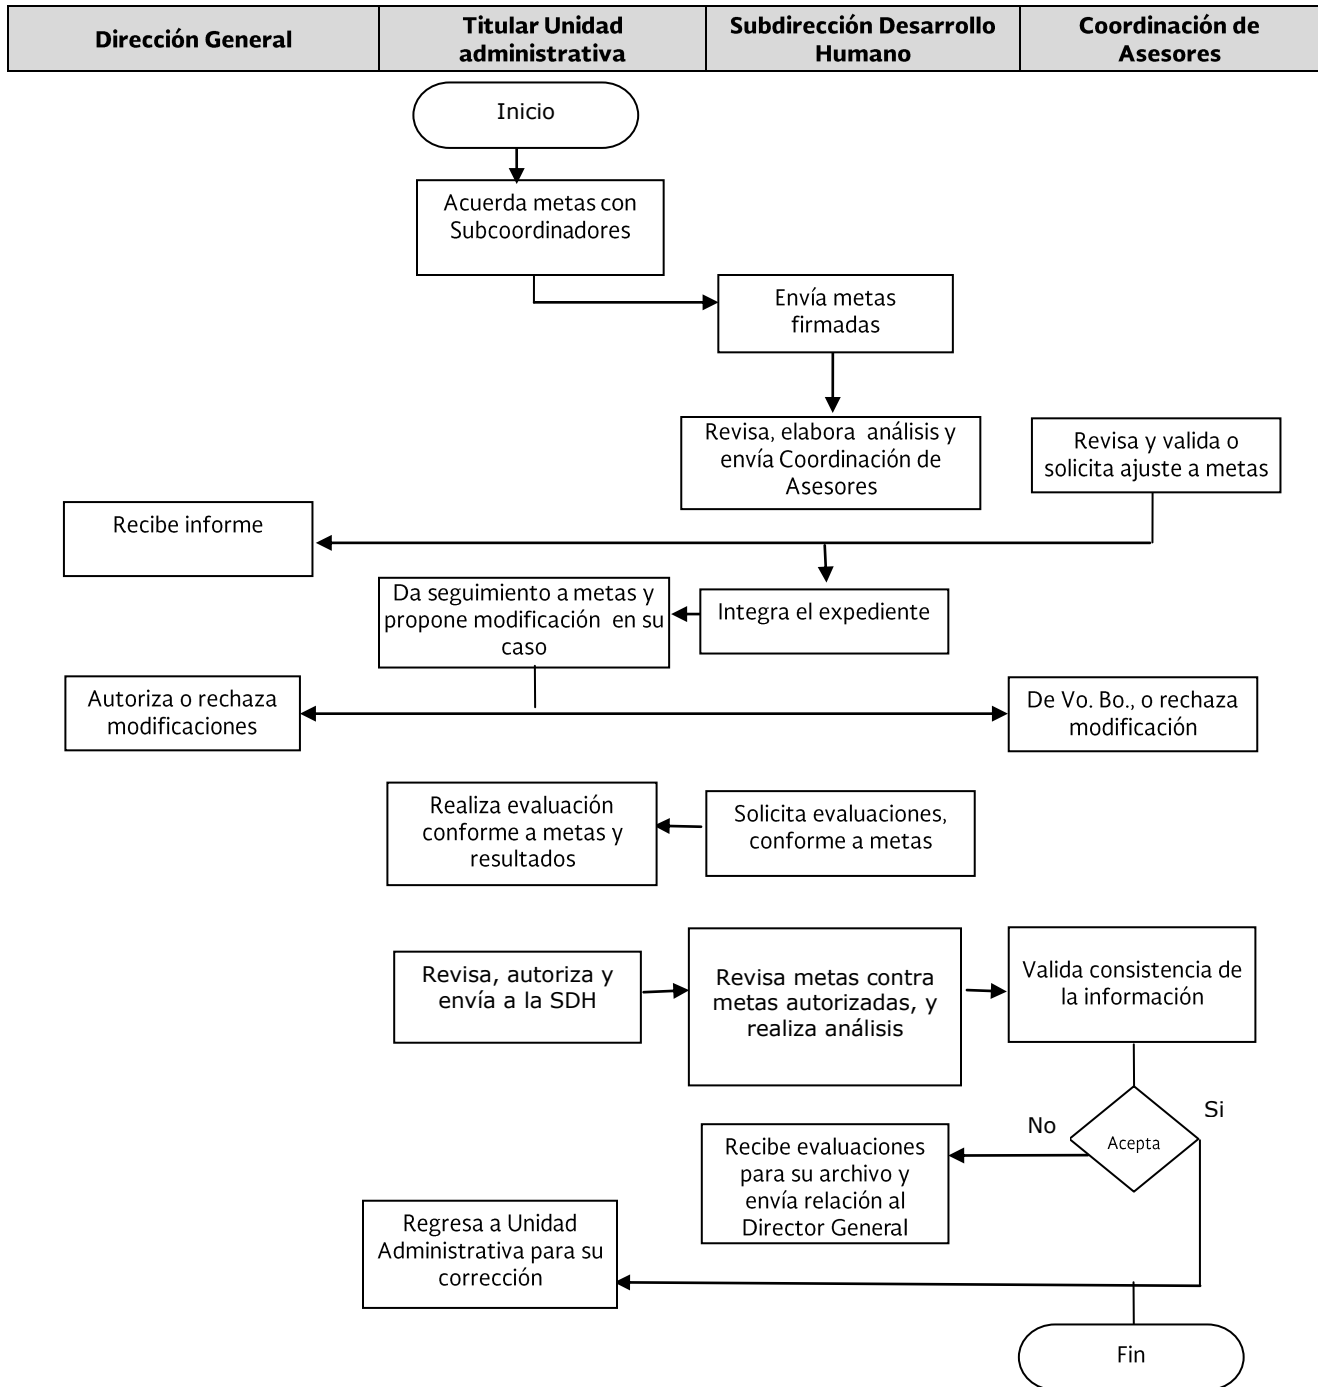 Dirección General
Titular Unidad
administrativa
Subdirección Desarrollo
Humano
Coordinación de
Asesores
Inicio
Acuerda metas con
Subcoordinadores
Envía metas
firmadas
Revisa, elabora  análisis y
envía Coordinación de
Asesores
Revisa y valida o
solicita ajuste a metas
Recibe informe
Da seguimiento a metas y
propone modificación  en su
caso
Integra el expediente
Autoriza o rechaza
modificaciones
De Vo. Bo., o rechaza
modificación
Realiza evaluación
conforme a metas y
resultados
Solicita evaluaciones,
conforme a metas
Revisa, autoriza y
envía a la SDH
Revisa metas contra
metas autorizadas, y
realiza análisis
Valida consistencia de
la información
Acepta
No
Si
Recibe evaluaciones
para su archivo y
envía relación al
Director General
Regresa a Unidad
Administrativa para su
corrección
Fin